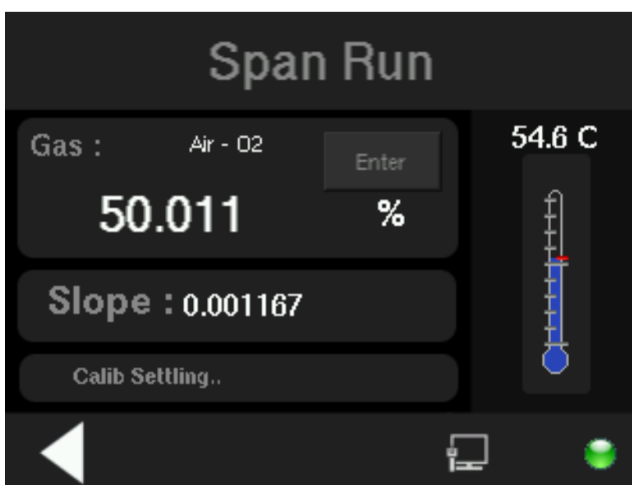 Span Run
Gas : Air - O2 Enter
54.6 C
50.011 %
Slope : 0.001167
Calib Settling..